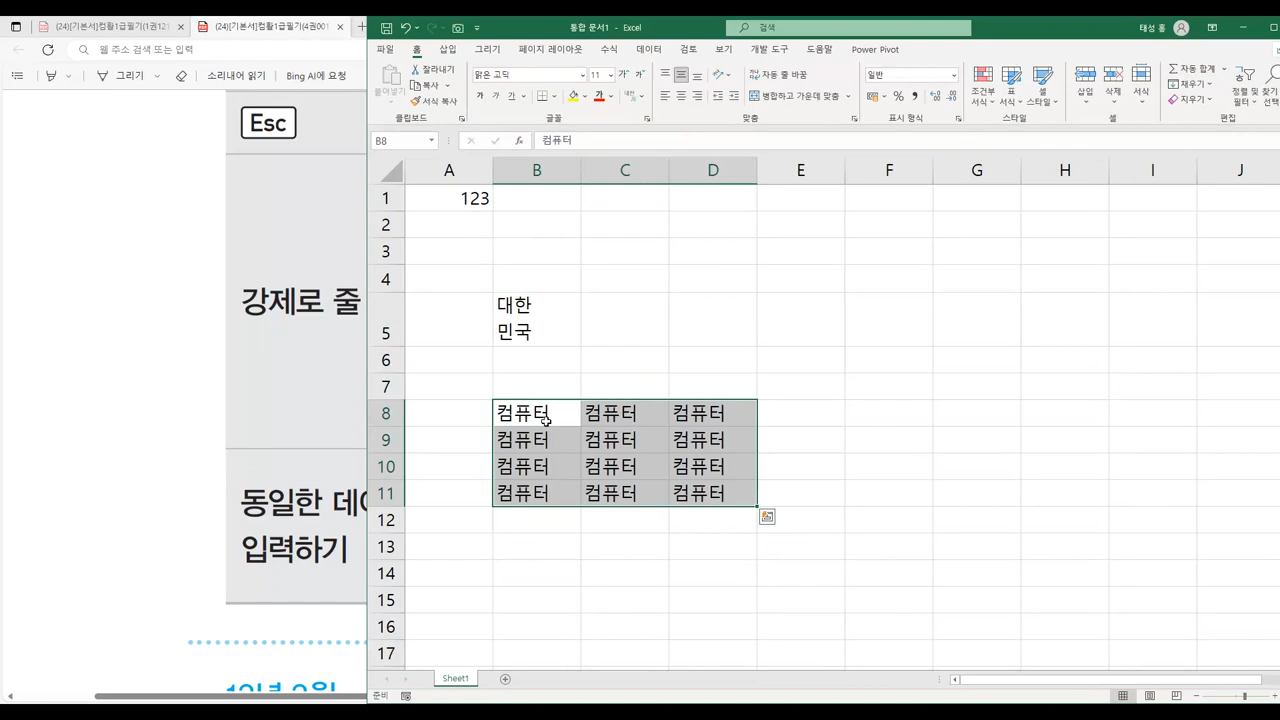 (24)[기본서]컴활1급필기(1권121
(24)[기본서]컴활1급필기(4권001
웹 주소 검색 또는 입력
그리기
소리내어 읽기
Bing AI에 요청
Esc
강제로 줄
동일한 데이
입력하기
통합 문서1 - Excel
검색
태성 홍
파일 홈 삽입 그리기 페이지 레이아웃 수식 데이터 검토 보기 개발 도구 도움말 Power Pivot
붙여넣기
잘라내기
복사
서식 복사
클립보드
맑은 고딕 11
가 가 가
글꼴
자동 줄 바꿈
병합하고 가운데 맞춤
맞춤
일반
표시 형식
조건부 서식
표 서식
셀 스타일
스타일
삽입 삭제 서식
셀
자동 합계
지우기
정렬 및 필터
찾기 선택
편집
B8
fx 컴퓨터
A B C D E F G H I J
1 123
2
3
4
5 대한
민국
6
7
8 컴퓨터 컴퓨터 컴퓨터
9 컴퓨터 컴퓨터 컴퓨터
10 컴퓨터 컴퓨터 컴퓨터
11 컴퓨터 컴퓨터 컴퓨터
12
13
14
15
16
17
Sheet1
준비